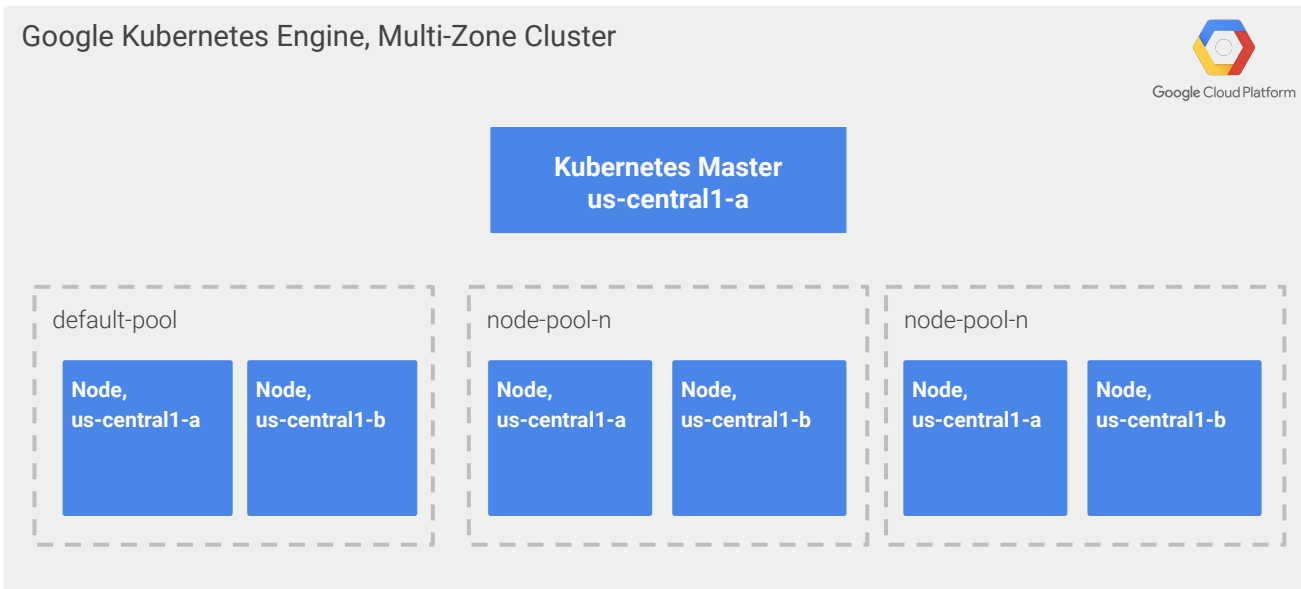 Google Kubernetes Engine, Multi-Zone Cluster
Google Cloud Platform
Kubernetes Master
us-central1-a
default-pool
Node,
us-central1-a
Node,
us-central1-b
node-pool-n
Node,
us-central1-a
Node,
us-central1-b
node-pool-n
Node,
us-central1-a
Node,
us-central1-b